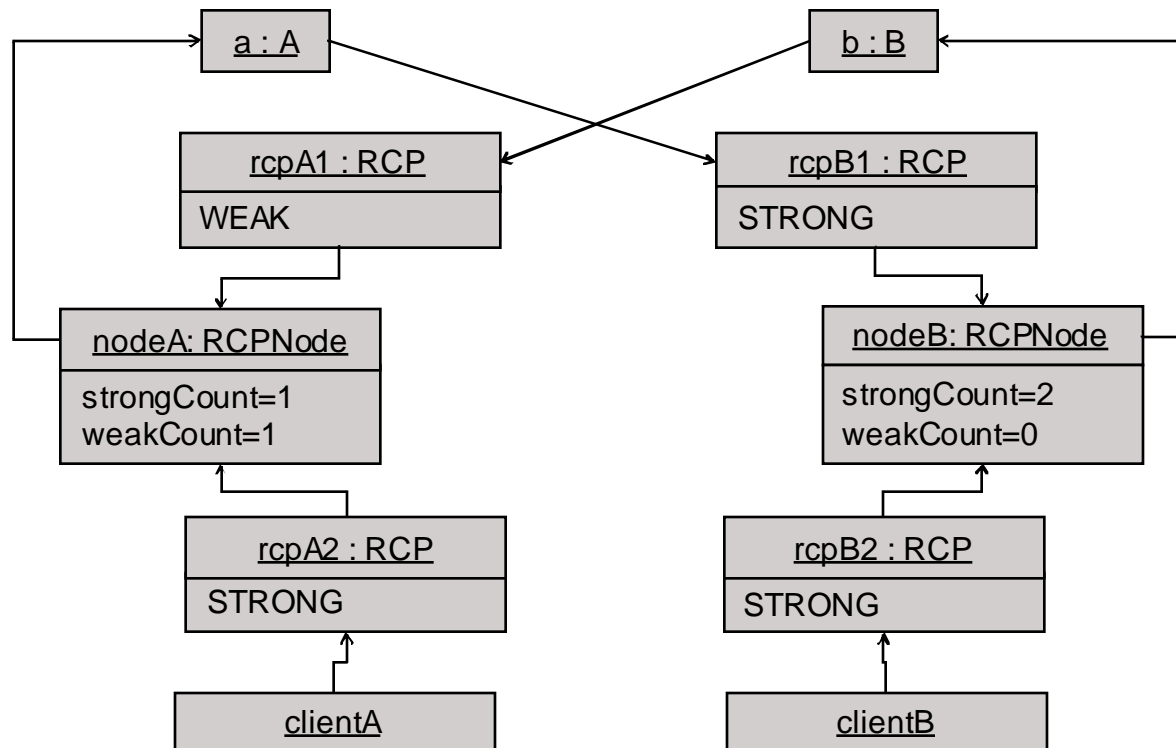 a : A
b : B
rcpA1 : RCP
WEAK
rcpB1 : RCP
STRONG
nodeA: RCPNode
strongCount=1
weakCount=1
nodeB: RCPNode
strongCount=2
weakCount=0
rcpA2 : RCP
STRONG
rcpB2 : RCP
STRONG
clientA
clientB